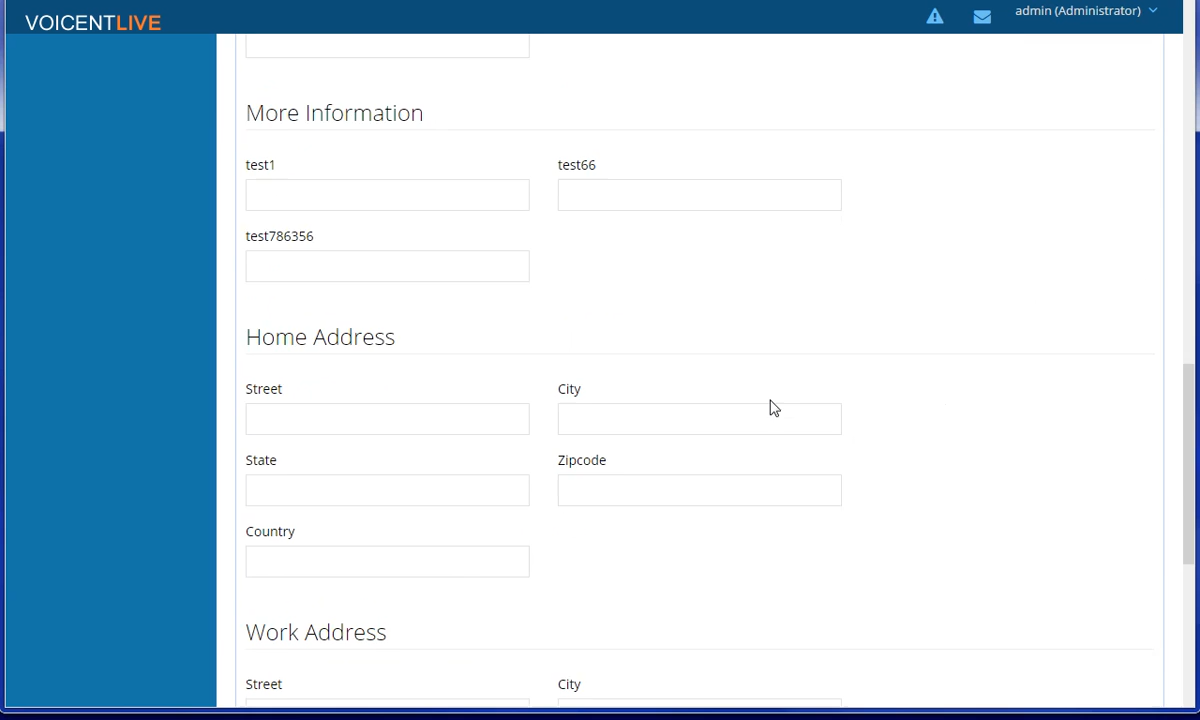 VOICENTLIVE
admin (Administrator)
More Information
test1
test66
test786356
Home Address
Street
City
State
Zipcode
Country
Work Address
Street
City